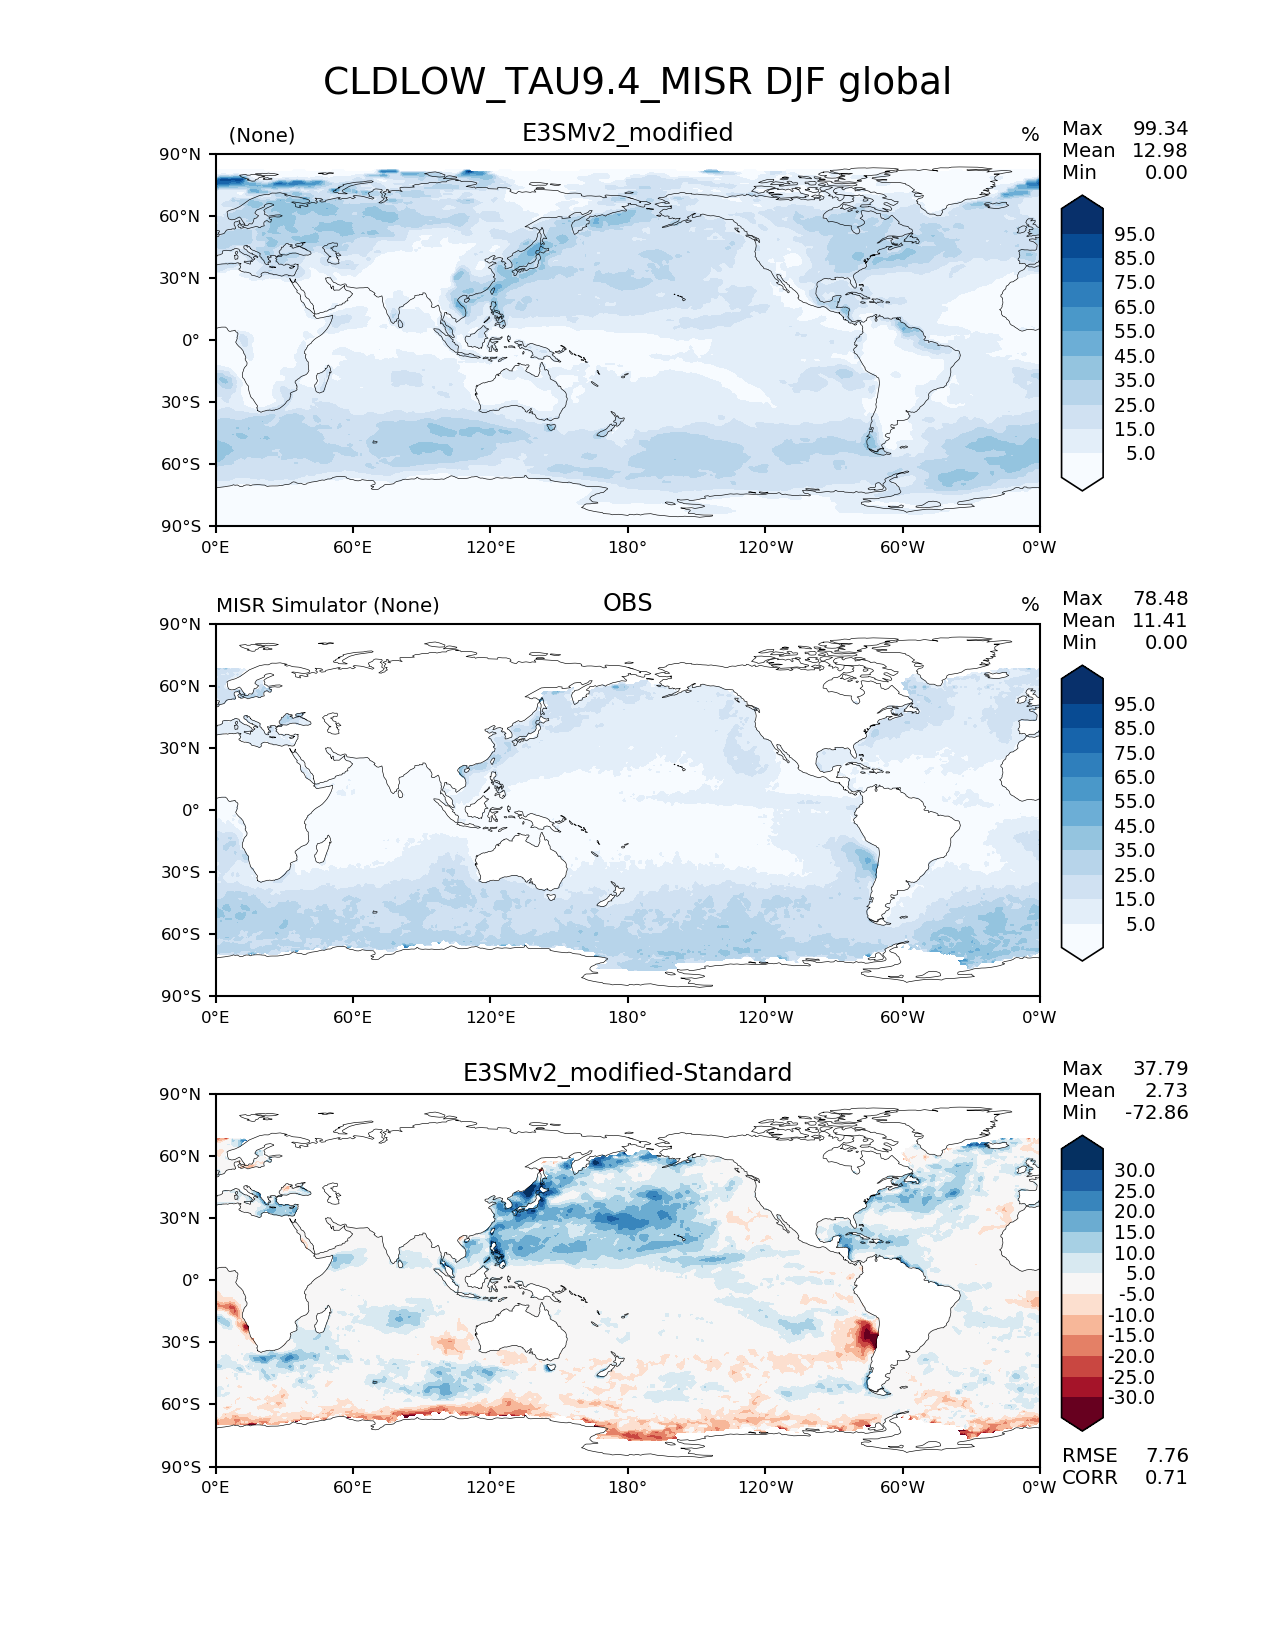 CLDLOW_TAU9.4_MISR DJF global
(None) E3SMv2_modified %
Max 99.34
Mean 12.98
Min 0.00
90°N
60°N
30°N
0°
30°S
60°S
90°S
0°E 60°E 120°E 180° 120°W 60°W 0°W
95.0
85.0
75.0
65.0
55.0
45.0
35.0
25.0
15.0
5.0
MISR Simulator (None) OBS %
Max 78.48
Mean 11.41
Min 0.00
90°N
60°N
30°N
0°
30°S
60°S
90°S
0°E 60°E 120°E 180° 120°W 60°W 0°W
95.0
85.0
75.0
65.0
55.0
45.0
35.0
25.0
15.0
5.0
E3SMv2_modified-Standard
Max 37.79
Mean 2.73
Min -72.86
90°N
60°N
30°N
0°
30°S
60°S
90°S
0°E 60°E 120°E 180° 120°W 60°W 0°W
30.0
25.0
20.0
15.0
10.0
5.0
-5.0
-10.0
-15.0
-20.0
-25.0
-30.0
RMSE 7.76
CORR 0.71